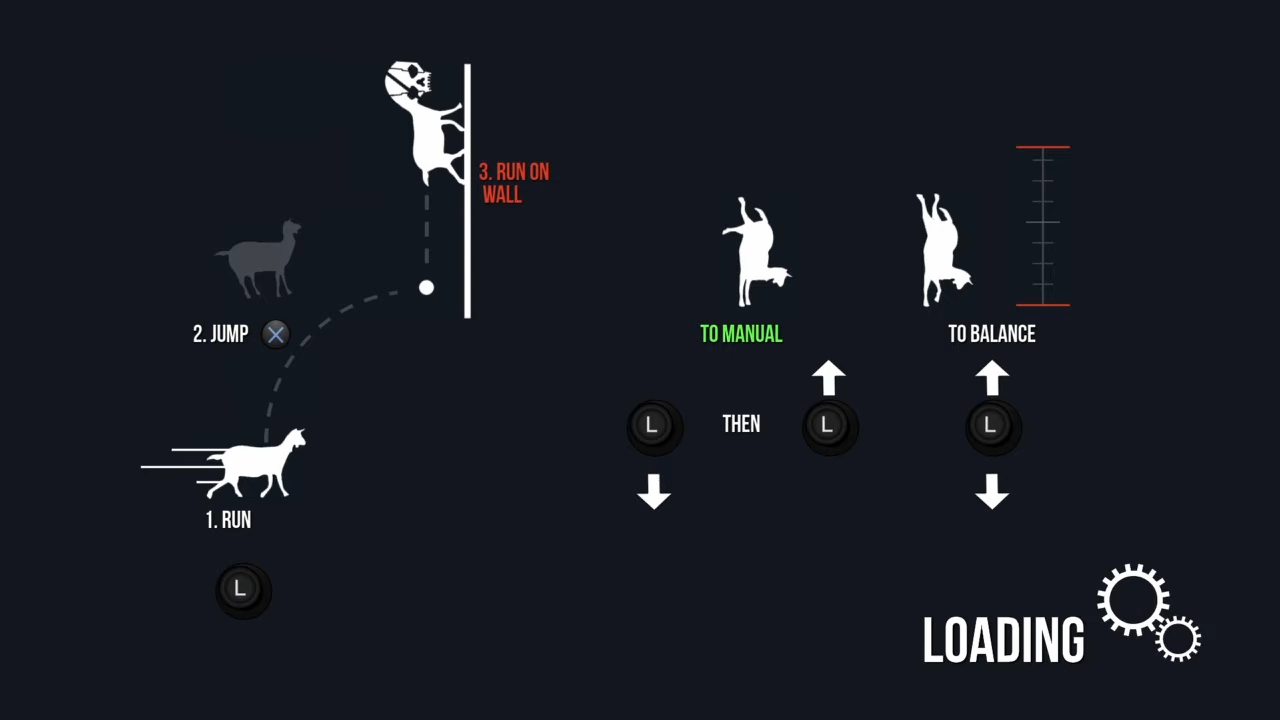 3. RUN ON
WALL
2. JUMP
TO MANUAL
TO BALANCE
L
THEN
L
L
1. RUN
L
LOADING